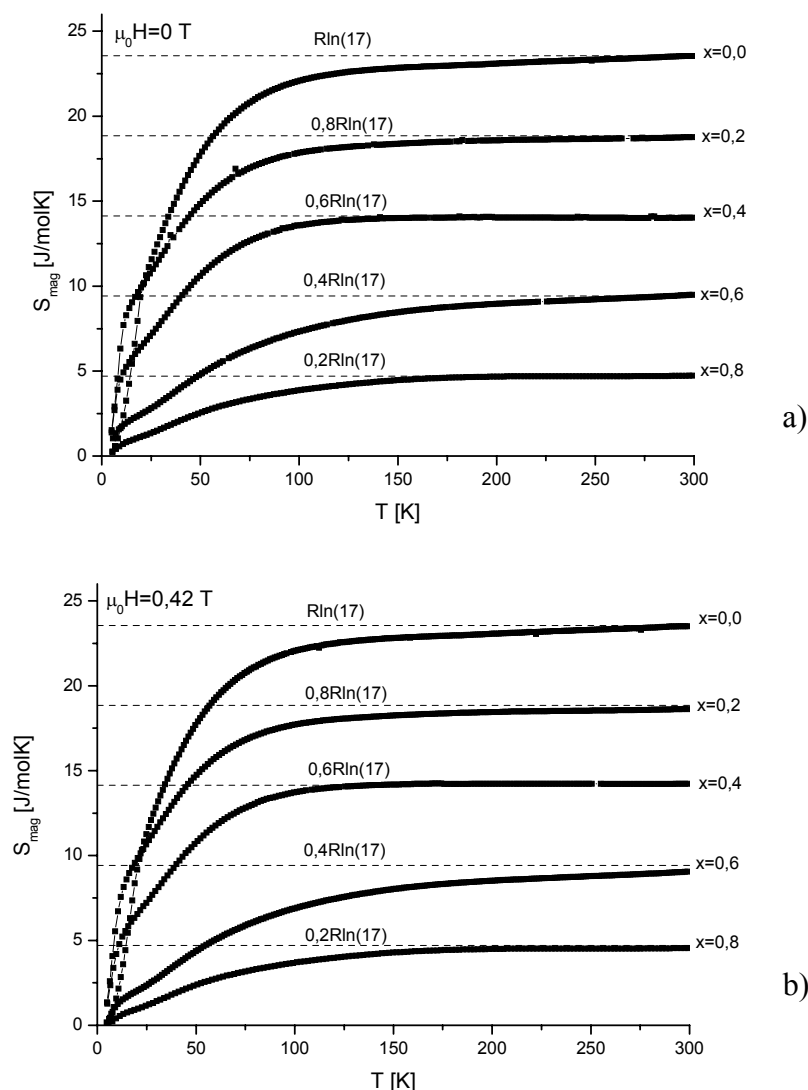 μ₀H=0 T
Rln(17)
x=0,0
0,8Rln(17)
x=0,2
0,6Rln(17)
x=0,4
0,4Rln(17)
x=0,6
0,2Rln(17)
x=0,8
25
20
15
10
5
0
S_mag [J/molK]
0 50 100 150 200 250 300
T [K]
a)
μ₀H=0,42 T
Rln(17)
x=0,0
0,8Rln(17)
x=0,2
0,6Rln(17)
x=0,4
0,4Rln(17)
x=0,6
0,2Rln(17)
x=0,8
25
20
15
10
5
0
S_mag [J/molK]
0 50 100 150 200 250 300
T [K]
b)